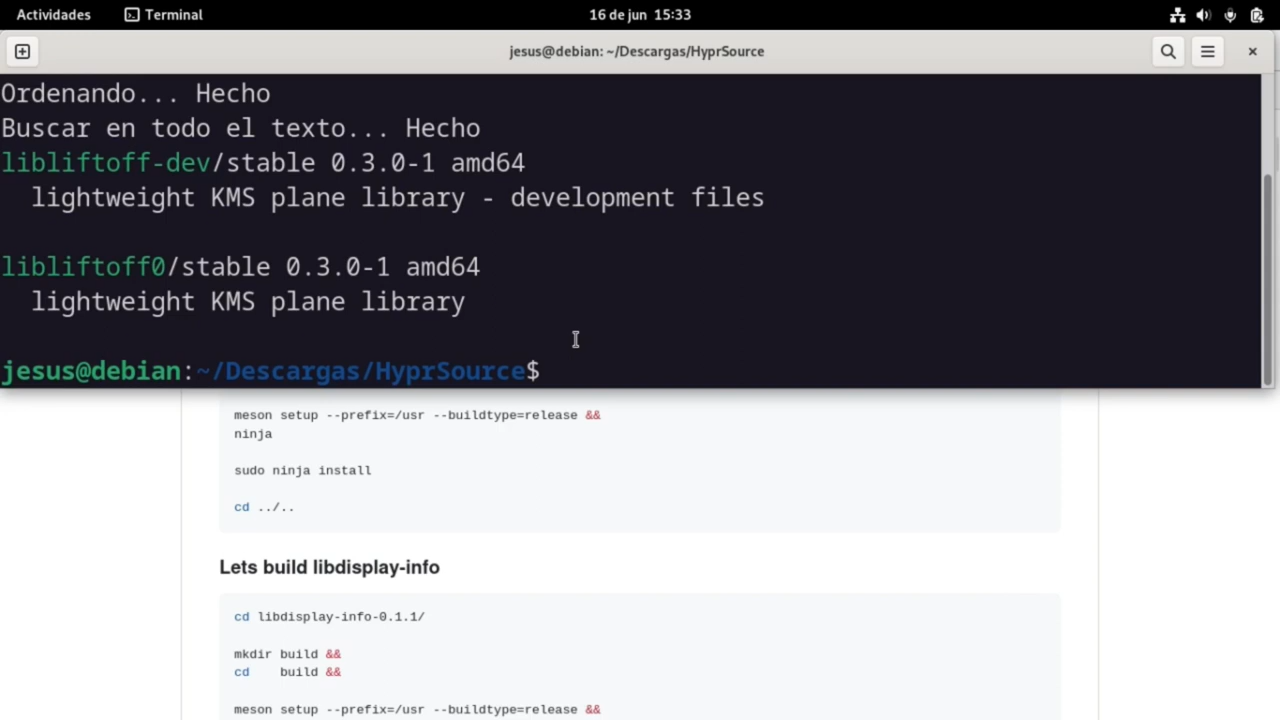 Actividades
Terminal
16 de jun 15:33
jesus@debian: ~/Descargas/HyprSource
Ordenando... Hecho
Buscar en todo el texto... Hecho
libliftoff-dev/stable 0.3.0-1 amd64
lightweight KMS plane library - development files
libliftoff0/stable 0.3.0-1 amd64
lightweight KMS plane library
jesus@debian:~/Descargas/HyprSource$
meson setup --prefix=/usr --buildtype=release &&
ninja
sudo ninja install
cd ../..
Lets build libdisplay-info
cd libdisplay-info-0.1.1/
mkdir build &&
cd    build &&
meson setup --prefix=/usr --buildtype=release &&